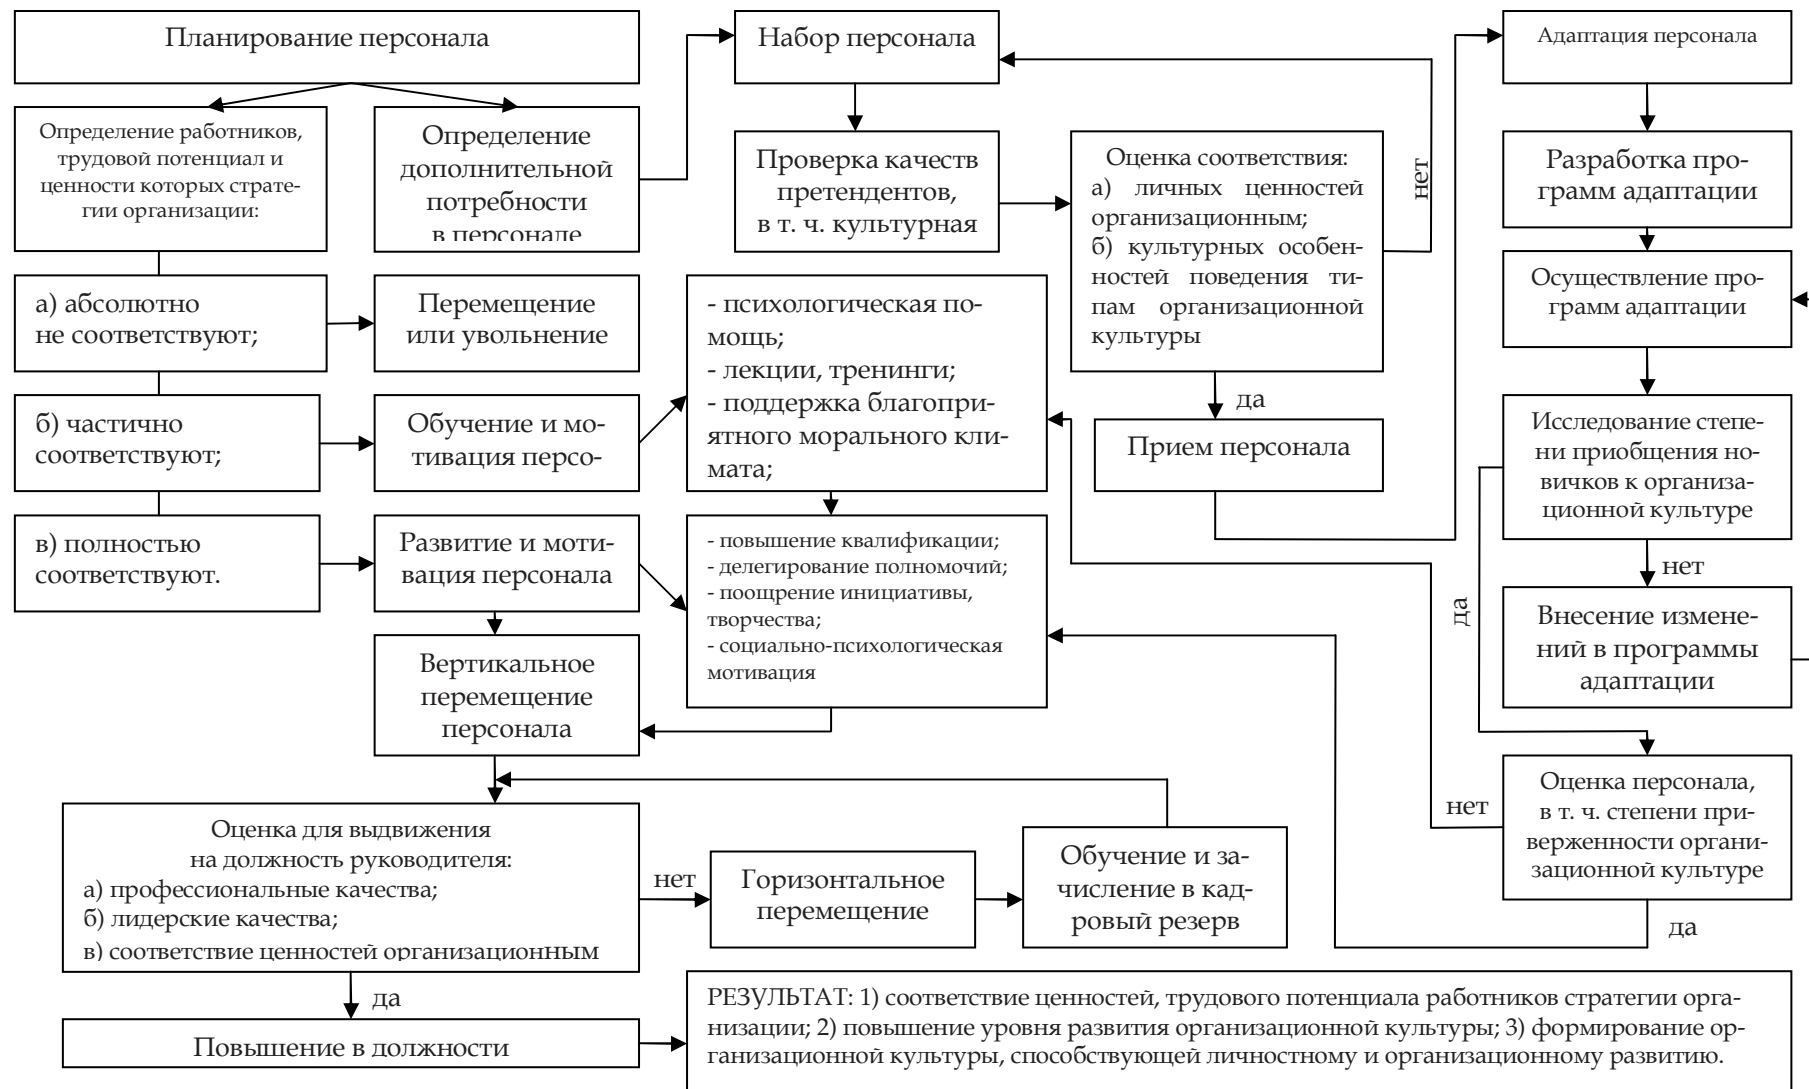 Планирование персонала
Определение работников,
трудовой потенциал и
ценности которых страте-
гии организации:
Определение
дополнительной
потребности
в персонале
а) абсолютно
не соответствуют;
Перемещение
или увольнение
б) частично
соответствуют;
Обучение и мо-
тивация персо-
в) полностью
соответствуют.
Развитие и моти-
вация персонала
Вертикальное
перемещение
персонала
Набор персонала
Проверка качеств
претендентов,
в т. ч. культурная
Оценка соответствия:
а) личных ценностей
организационным;
б) культурных особен-
ностей поведения ти-
пам организационной
культуры
нет
да
Прием персонала
- психологическая по-
мощь;
- лекции, тренинги;
- поддержка благопри-
ятного морального кли-
мата;
- повышение квалификации;
- делегирование полномочий;
- поощрение инициативы,
творчества;
- социально-психологическая
мотивация
Адаптация персонала
Разработка про-
грамм адаптации
Осуществление про-
грамм адаптации
Исследование степе-
ни приобщения но-
вичков к организа-
ционной культуре
нет
да
Внесение измене-
ний в программы
адаптации
Оценка персонала,
в т. ч. степени при-
верженности органи-
зационной культуре
нет
да
Оценка для выдвижения
на должность руководителя:
а) профессиональные качества;
б) лидерские качества;
в) соответствие ценностей организационным
нет
Горизонтальное
перемещение
Обучение и за-
числение в кад-
ровый резерв
да
Повышение в должности
РЕЗУЛЬТАТ: 1) соответствие ценностей, трудового потенциала работников стратегии орга-
низации; 2) повышение уровня развития организационной культуры; 3) формирование ор-
ганизационной культуры, способствующей личностному и организационному развитию.